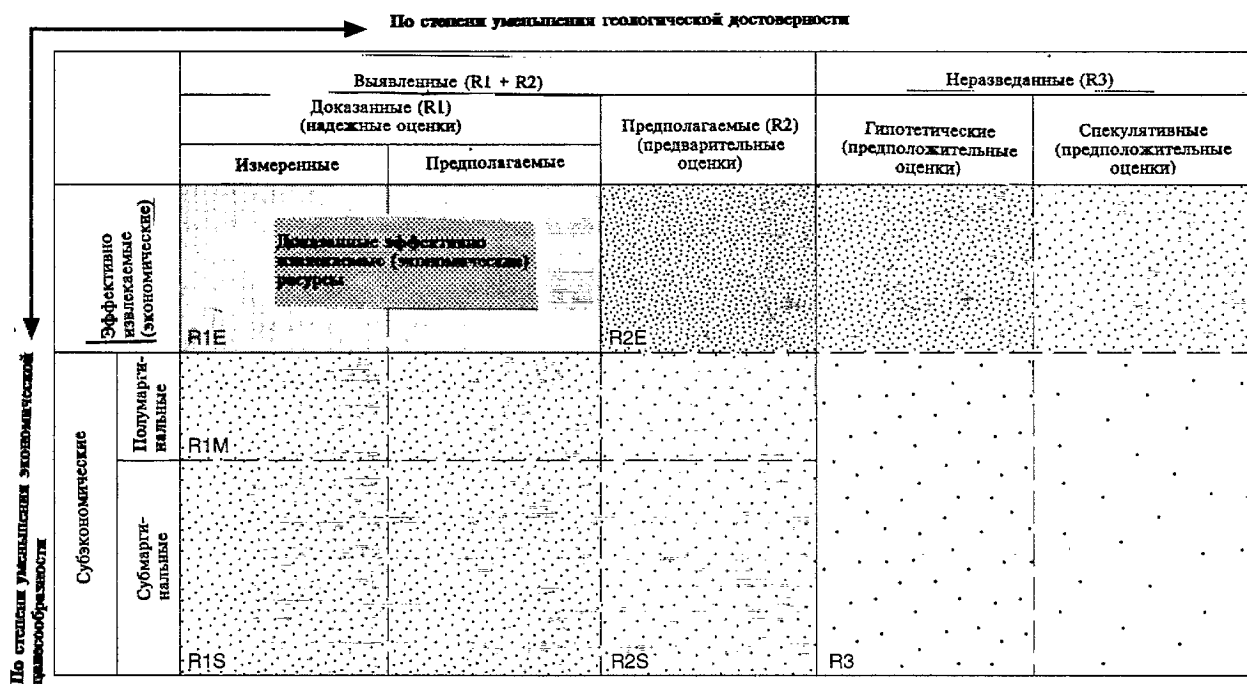 По степени уменьшения геологической достоверности
Выявленные (R1 + R2)
Неразведанные (R3)
Доказанные (R1)
(надежные оценки)
Предполагаемые (R2)
(предварительные
оценки)
Гипотетические
(предположительные
оценки)
Спекулятивные
(предположительные
оценки)
Измеренные
Предполагаемые
Эффективно
извлекаемые
(экономические)
Доказанные эффективно
извлекаемые (экономические)
ресурсы
R1E
R2E
По степени уменьшения экономической
целесообразности
Субэкономические
Полумарги-
нальные
R1M
Субмарги-
нальные
R1S
R2S
R3